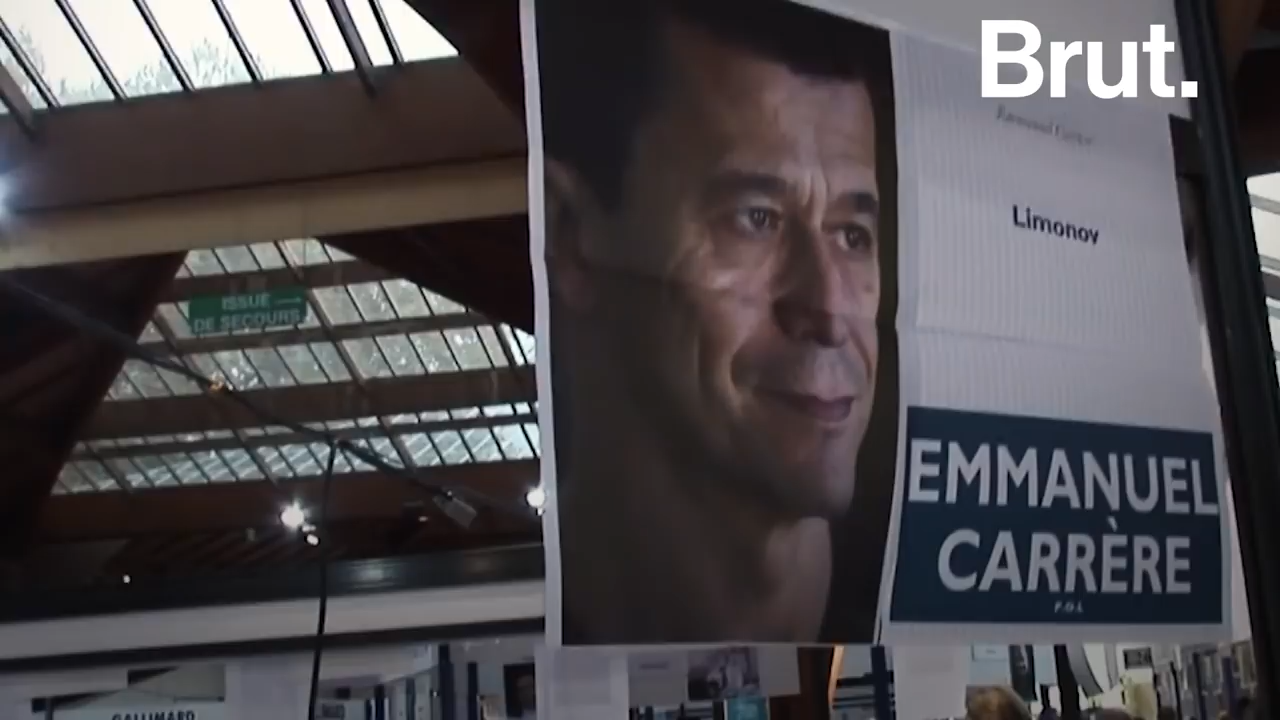 Brut.
Limonov
ISSUE
DE SECOURS
EMMANUEL
CARRÈRE
P.O.L
GALLIMARD